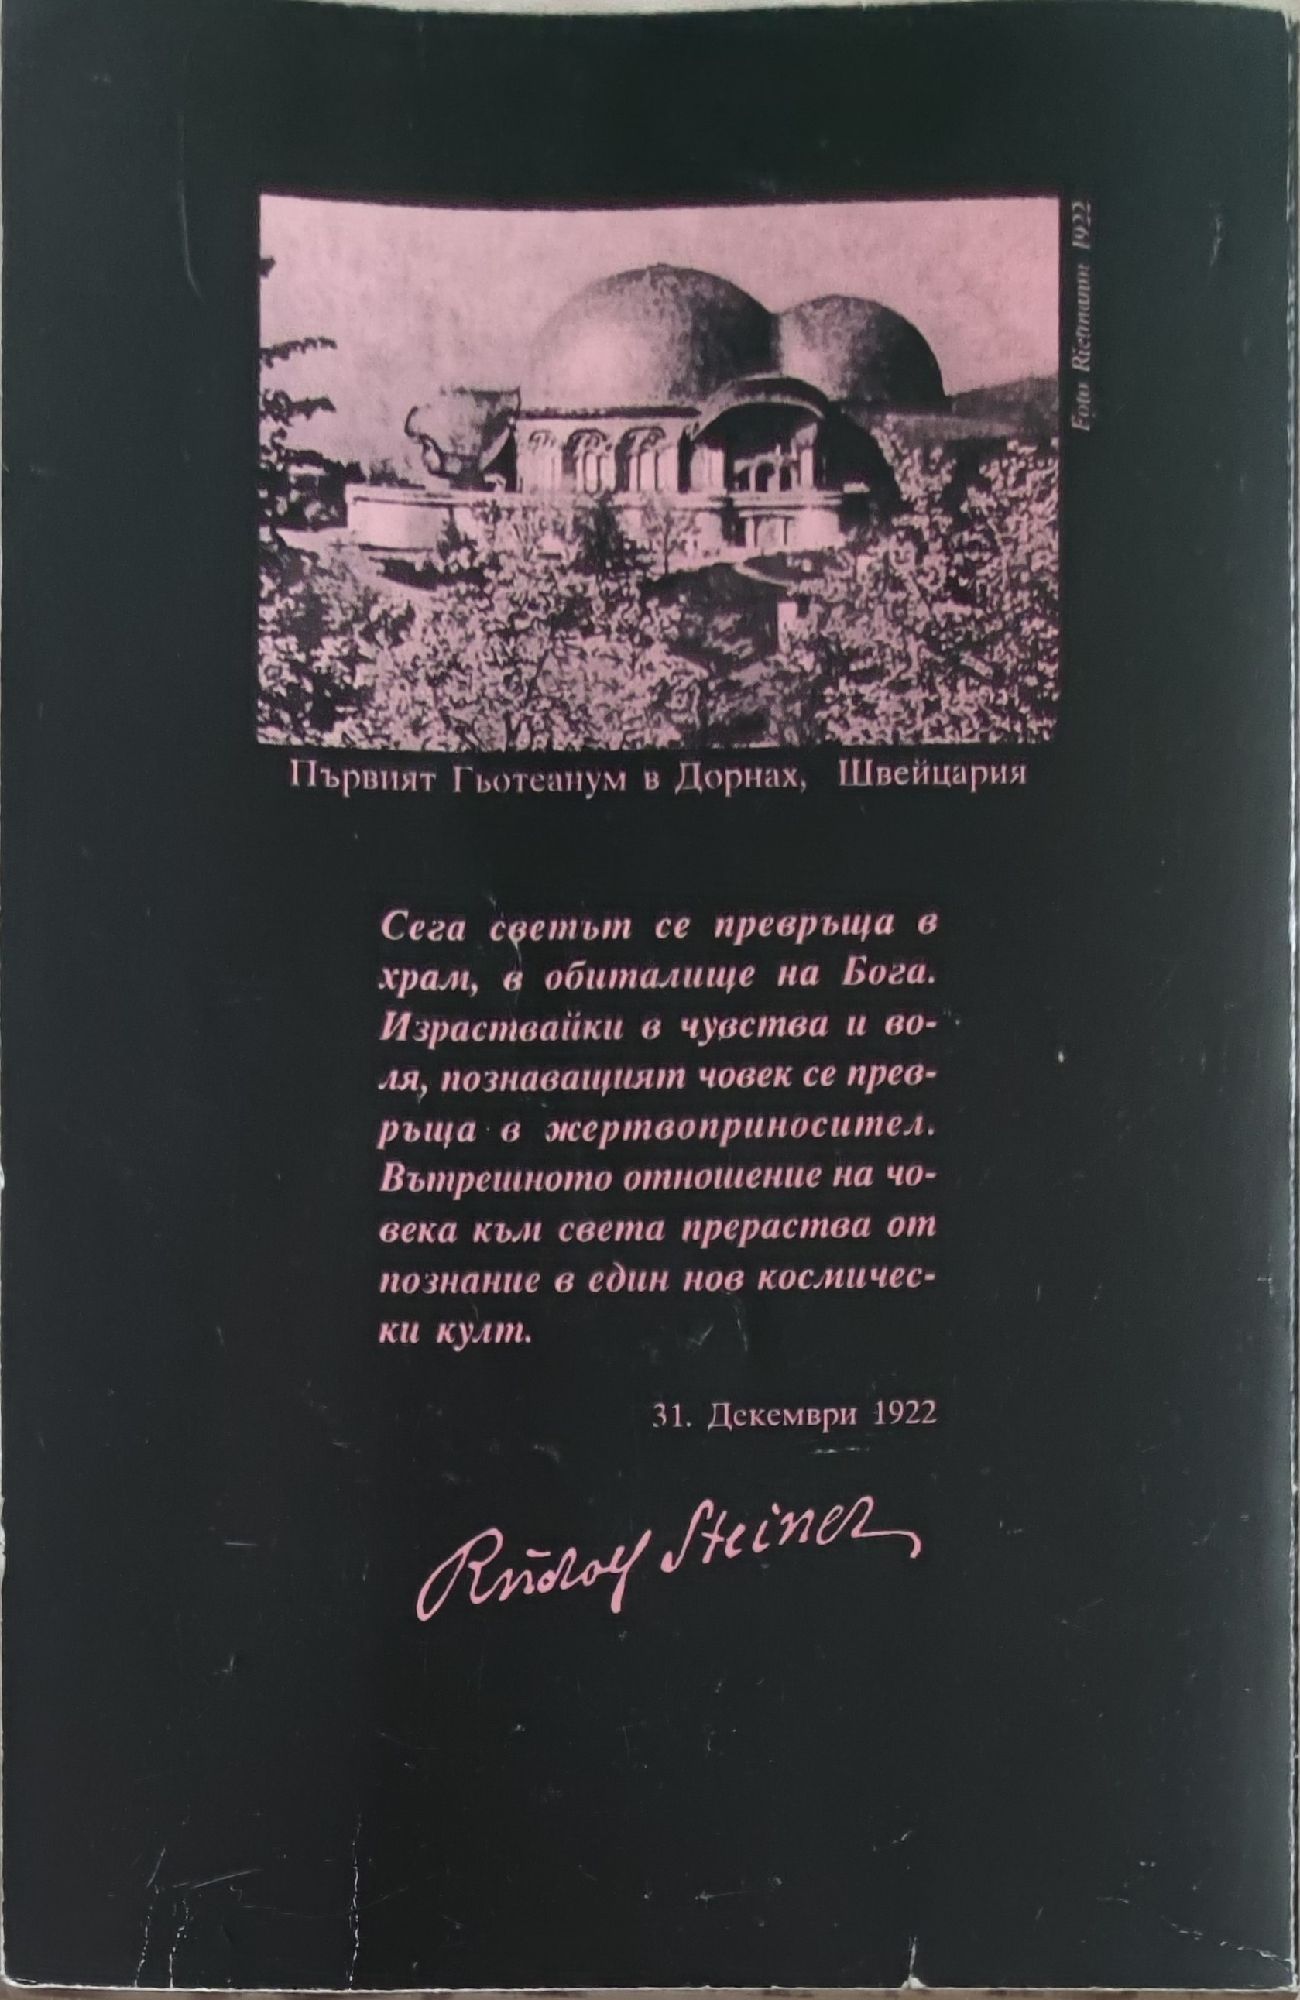 Foto Rietmann 1922
Първият Гьотеанум в Дорнах, Швейцария
Сега светът се превръща в
храм, в обиталище на Бога.
Израствайки в чувства и во-
ля, познаващият човек се прев-
ръща в жертвоприносител.
Вътрешното отношение на чо-
века към света прераства от
познание в един нов космичес-
ки култ.
31. Декември 1922
Rudolf Steiner